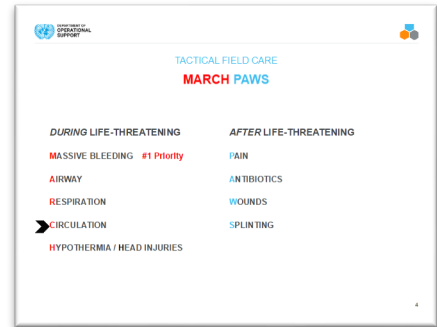 DEPARTMENT OF
OPERATIONAL
SUPPORT
TACTICAL FIELD CARE
MARCH PAWS
DURING LIFE-THREATENING
MASSIVE BLEEDING #1 Priority
AIRWAY
RESPIRATION
CIRCULATION
HYPOTHERMIA / HEAD INJURIES
AFTER LIFE-THREATENING
PAIN
ANTIBIOTICS
WOUNDS
SPLINTING
4